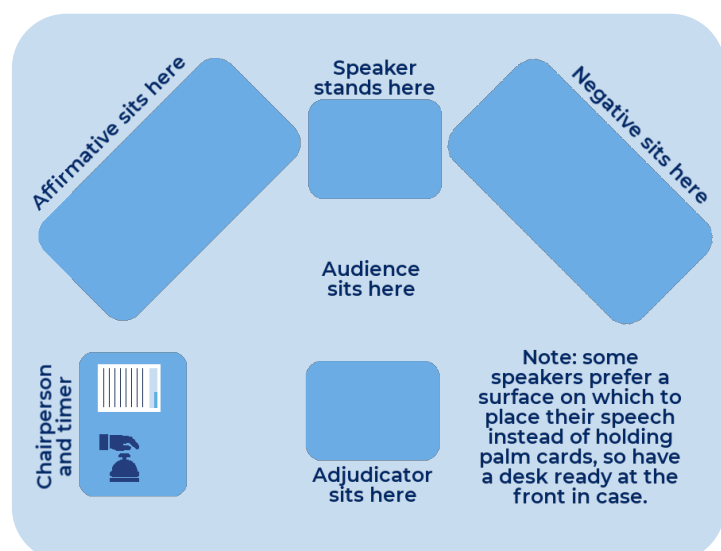 Affirmative sits here
Speaker
stands here
Negative sits here
Audience
sits here
Chairperson
and timer
Adjudicator
sits here
Note: some
speakers prefer a
surface on which to
place their speech
instead of holding
palm cards, so have
a desk ready at the
front in case.